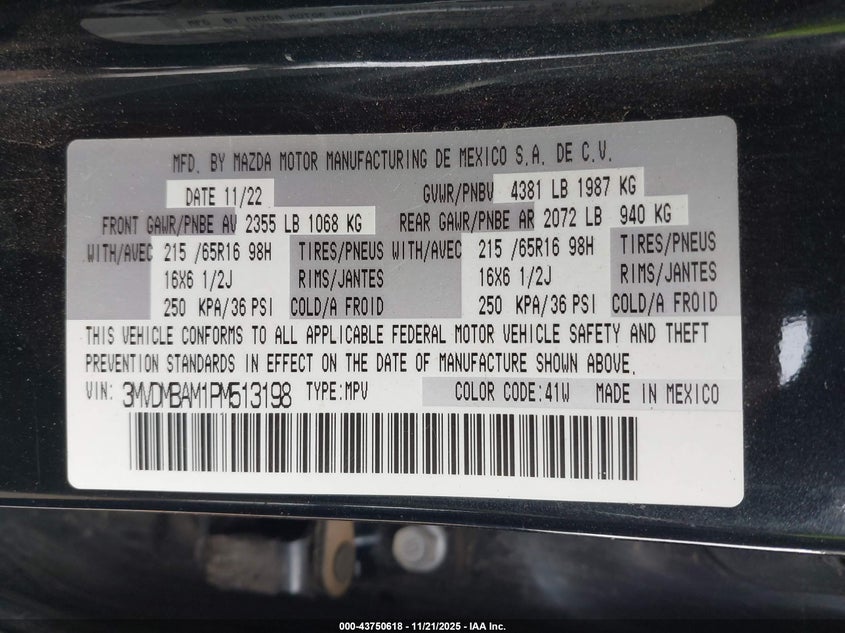 MFD. BY MAZDA MOTOR MANUFACTURING DE MEXICO S.A. DE C.V.
DATE 11/22 GVWR/PNBV 4381 LB 1987 KG
FRONT GAWR/PNBE AV 2355 LB 1068 KG REAR GAWR/PNBE AR 2072 LB 940 KG
WITH/AVEC 215 /65R16 98H TIRES/PNEUS WITH/AVEC 215 /65R16 98H TIRES/PNEUS
16X6 1/2J RIMS/JANTES 16X6 1/2J RIMS/JANTES
250 KPA/36 PSI COLD/A FROID 250 KPA/36 PSI COLD/A FROID
THIS VEHICLE CONFORMS TO ALL APPLICABLE FEDERAL MOTOR VEHICLE SAFETY AND THEFT
PREVENTION STANDARDS IN EFFECT ON THE DATE OF MANUFACTURE SHOWN ABOVE.
VIN: 3MVDMBAM1PM513198 TYPE:MPV COLOR CODE:41W MADE IN MEXICO
000-43750618 - 11/21/2025 - IAA Inc.